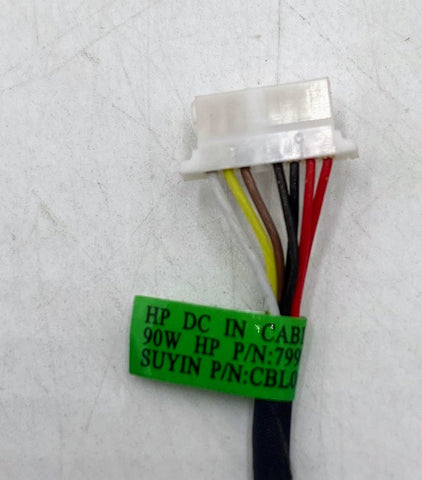 HP DC IN CAB
90W HP P/N:799
SUYIN P/N:CBL0